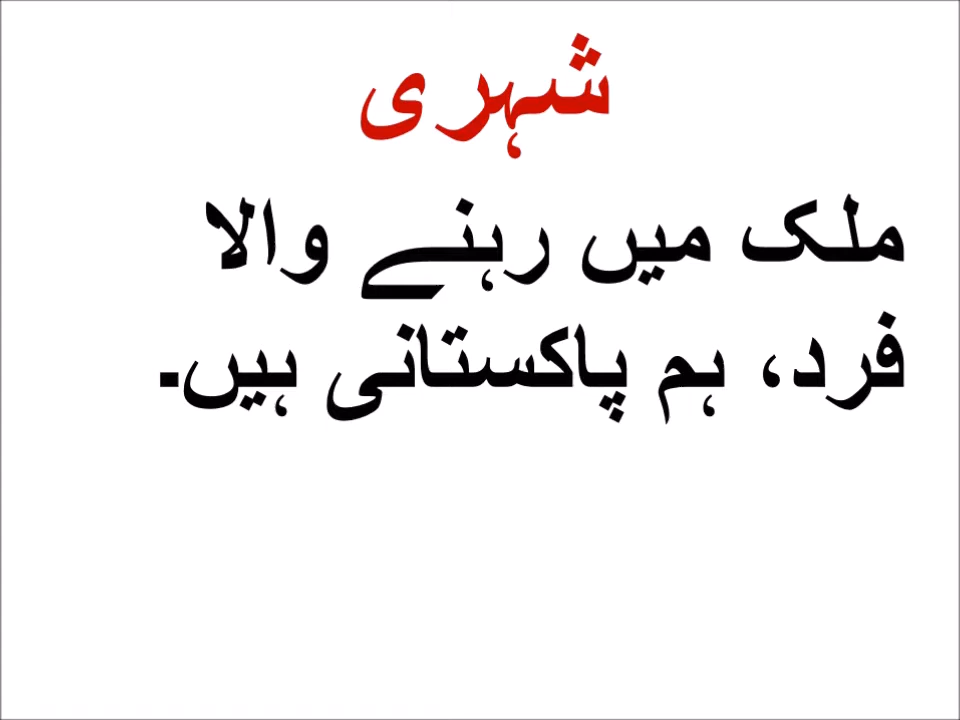 شہری
ملک میں رہنے والا
فرد، ہم پاکستانی ہیں.